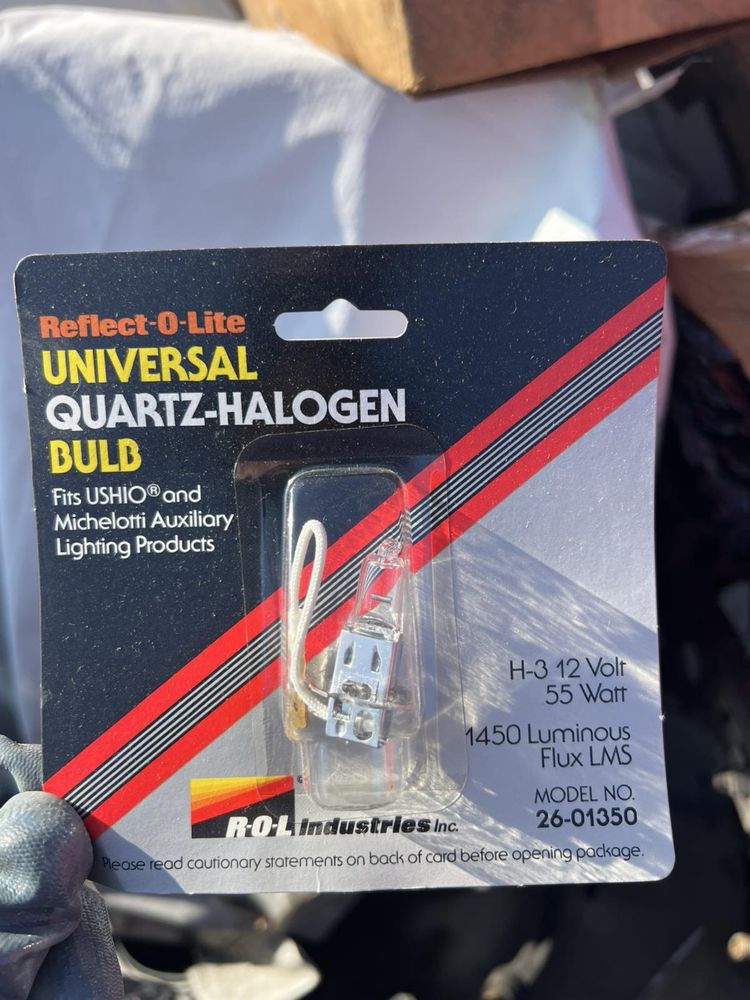 Reflect-O-Lite
UNIVERSAL
QUARTZ-HALOGEN
BULB
Fits USHIO® and
Michelotti Auxiliary
Lighting Products
H-3 12 Volt
55 Watt
1450 Luminous
Flux LMS
MODEL NO.
26-01350
R-O-L Industries Inc.
Please read cautionary statements on back of card before opening package.